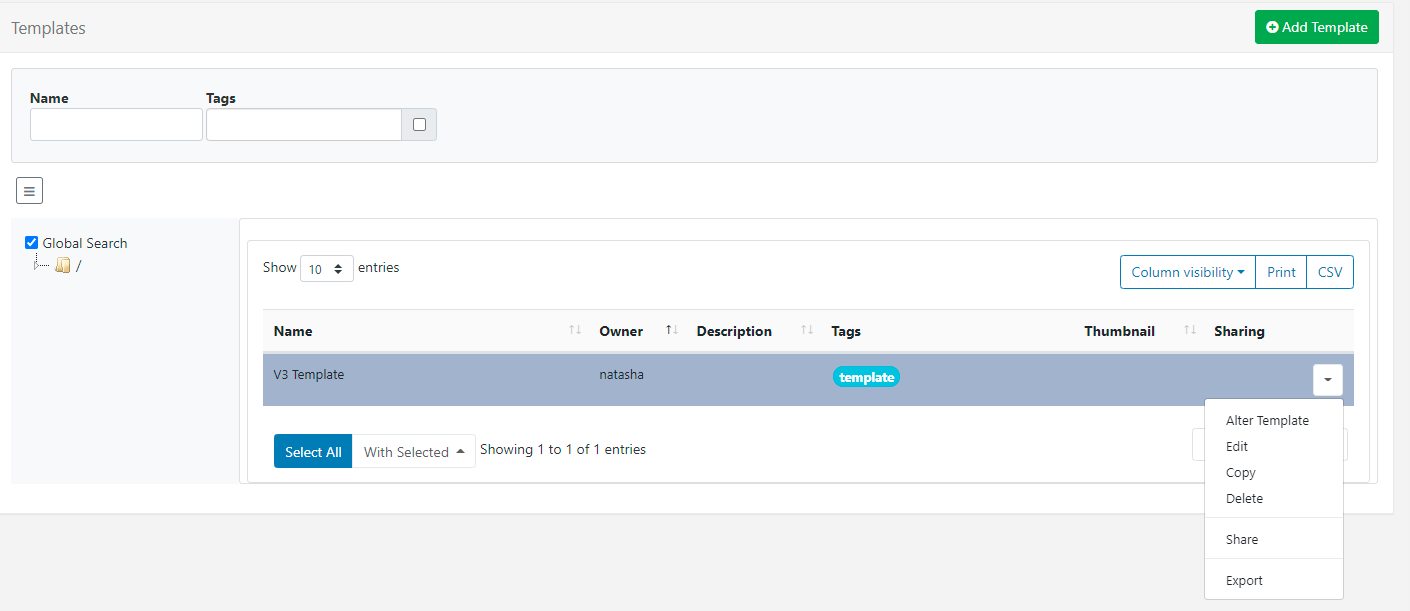 Templates
Add Template
Name Tags
Global Search
/
Show 10 entries
Column visibility Print CSV
Name Owner Description Tags Thumbnail Sharing
V3 Template natasha template
Select All With Selected Showing 1 to 1 of 1 entries
Alter Template
Edit
Copy
Delete
Share
Export